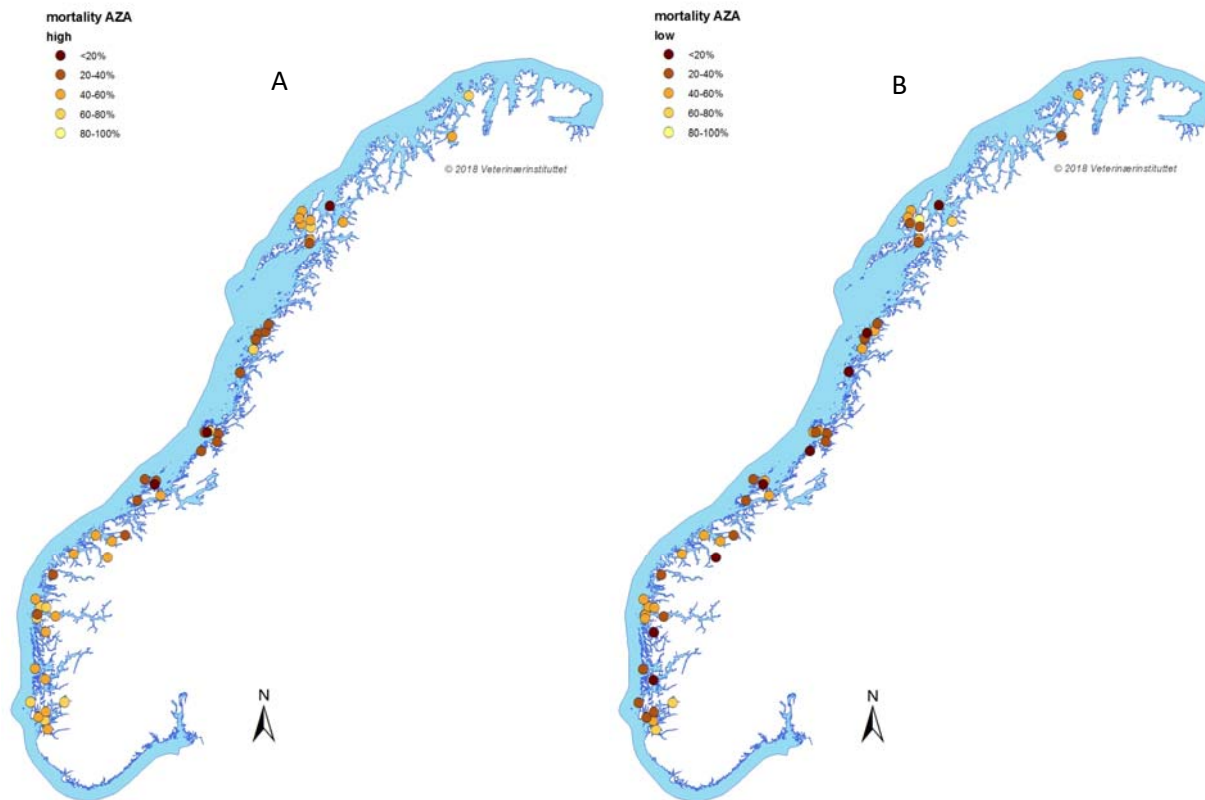 mortality AZA
high
<20%
20-40%
40-60%
60-80%
80-100%
A
© 2018 Veterinærinstituttet
N
mortality AZA
low
<20%
20-40%
40-60%
60-80%
80-100%
B
© 2018 Veterinærinstituttet
N